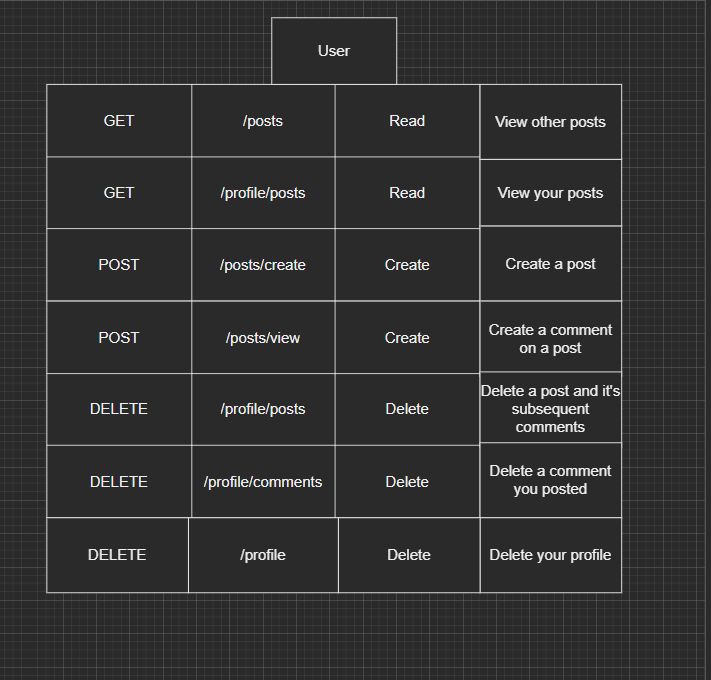 User
GET /posts Read View other posts
GET /profile/posts Read View your posts
POST /posts/create Create Create a post
POST /posts/view Create Create a comment
on a post
DELETE /profile/posts Delete Delete a post and it's
subsequent
comments
DELETE /profile/comments Delete Delete a comment
you posted
DELETE /profile Delete Delete your profile